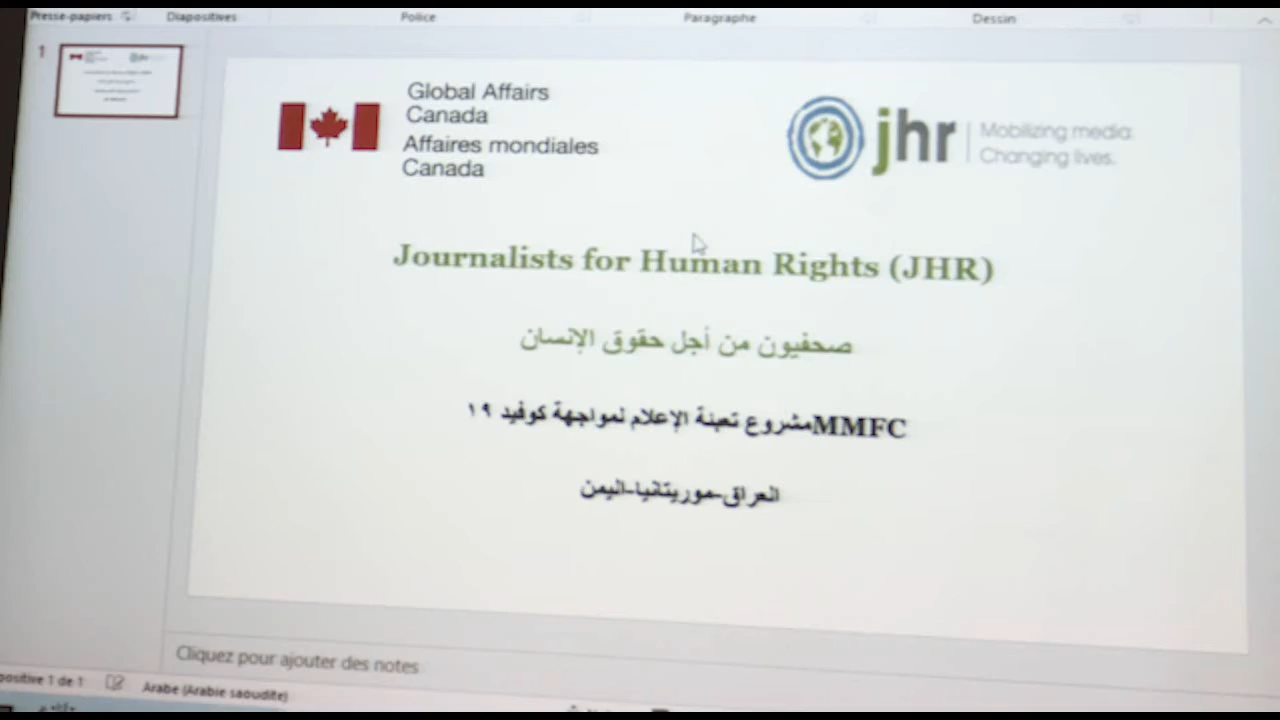 Presse-papiers
Diapositives
Police
Paragraphe
Dessin
1
Global Affairs
Canada
Affaires mondiales
Canada
jhr
Mobilizing media
Changing lives.
Journalists for Human Rights (JHR)
صحفيون من أجل حقوق الإنسان
MMFCمشروع تعبئة الإعلام لمواجهة كوفيد ١٩
العراق-موريتانيا-اليمن
Cliquez pour ajouter des notes
positive 1 de 1
Arabe (Arabie saoudite)